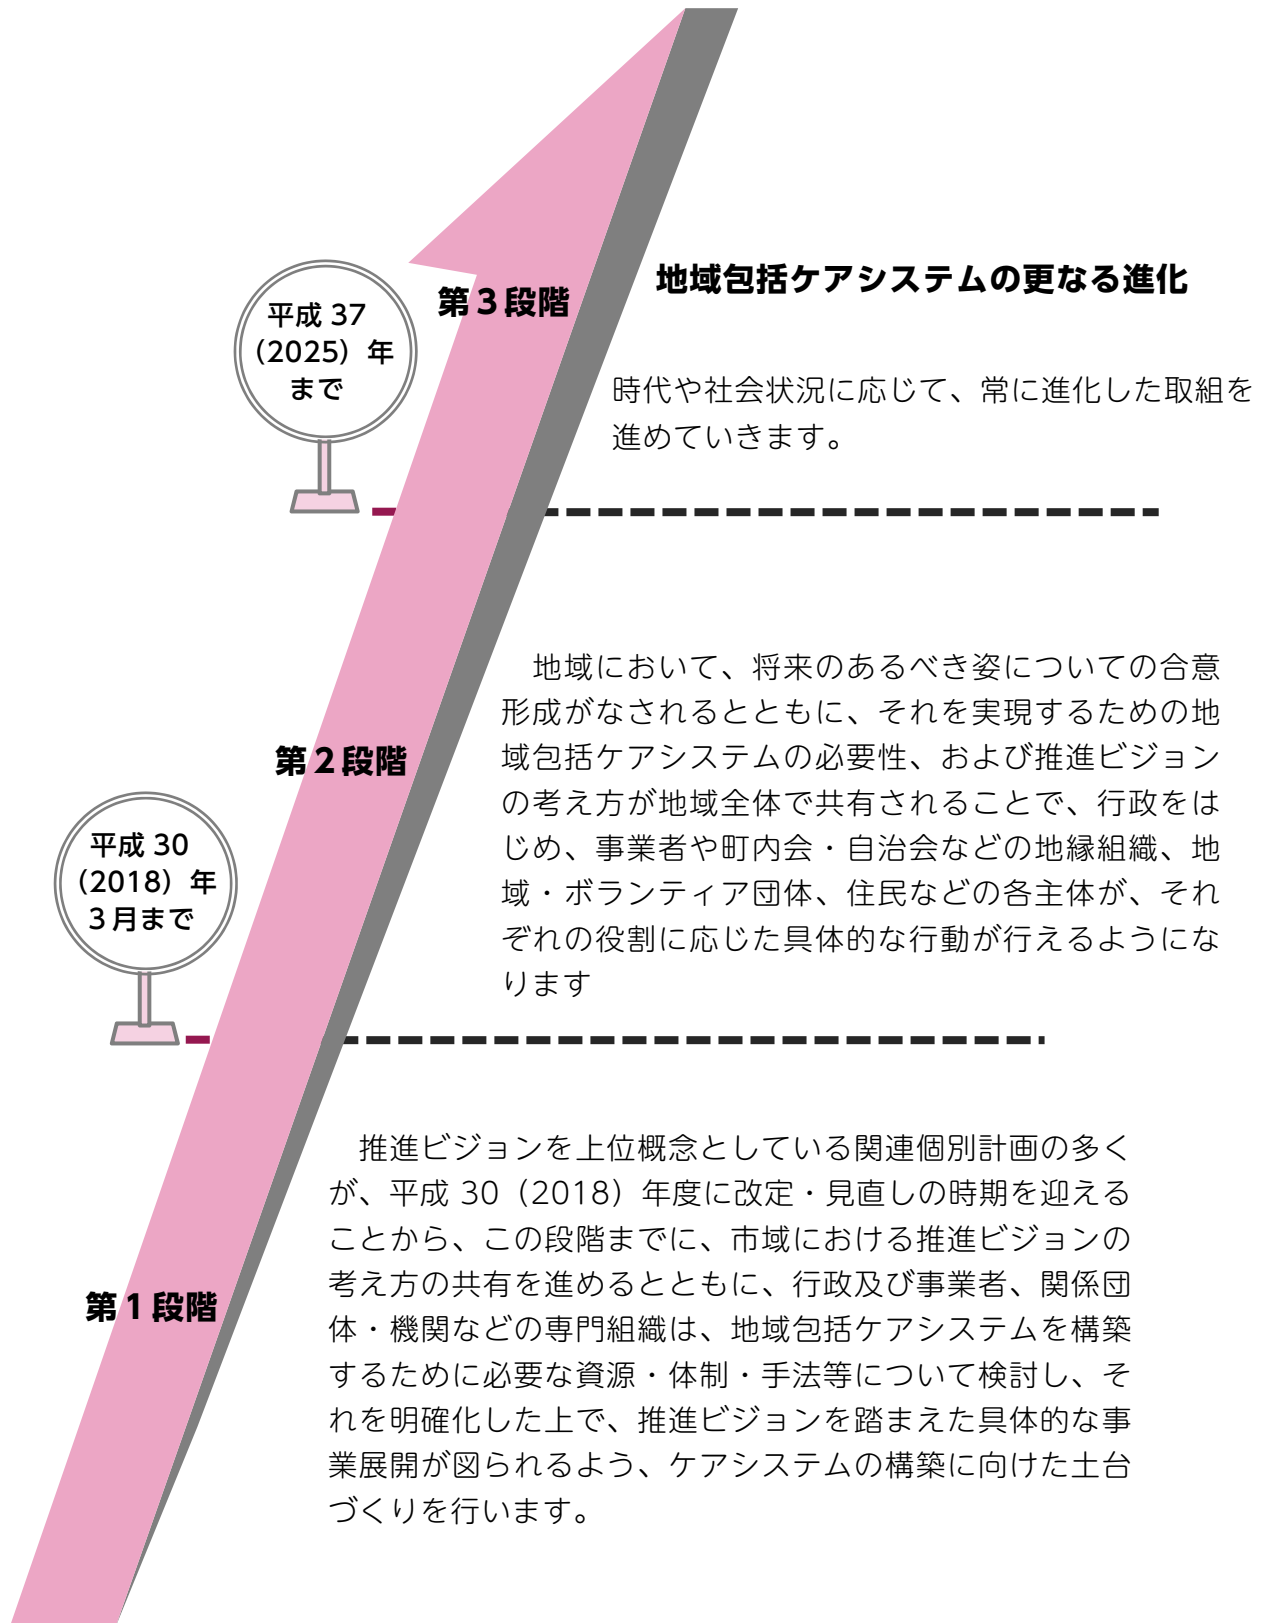 地域包括ケアシステムの更なる進化
第３段階
平成 37
（2025）年
まで
時代や社会状況に応じて、常に進化した取組を
進めていきます。
地域において、将来のあるべき姿についての合意
形成がなされるとともに、それを実現するための地
域包括ケアシステムの必要性、および推進ビジョン
の考え方が地域全体で共有されることで、行政をは
じめ、事業者や町内会・自治会などの地縁組織、地
域・ボランティア団体、住民などの各主体が、それ
ぞれの役割に応じた具体的な行動が行えるようにな
ります
第２段階
平成 30
（2018）年
３月まで
推進ビジョンを上位概念としている関連個別計画の多く
が、平成 30（2018）年度に改定・見直しの時期を迎える
ことから、この段階までに、市域における推進ビジョンの
考え方の共有を進めるとともに、行政及び事業者、関係団
体・機関などの専門組織は、地域包括ケアシステムを構築
するために必要な資源・体制・手法等について検討し、そ
れを明確化した上で、推進ビジョンを踏まえた具体的な事
業展開が図られるよう、ケアシステムの構築に向けた土台
づくりを行います。
第１段階